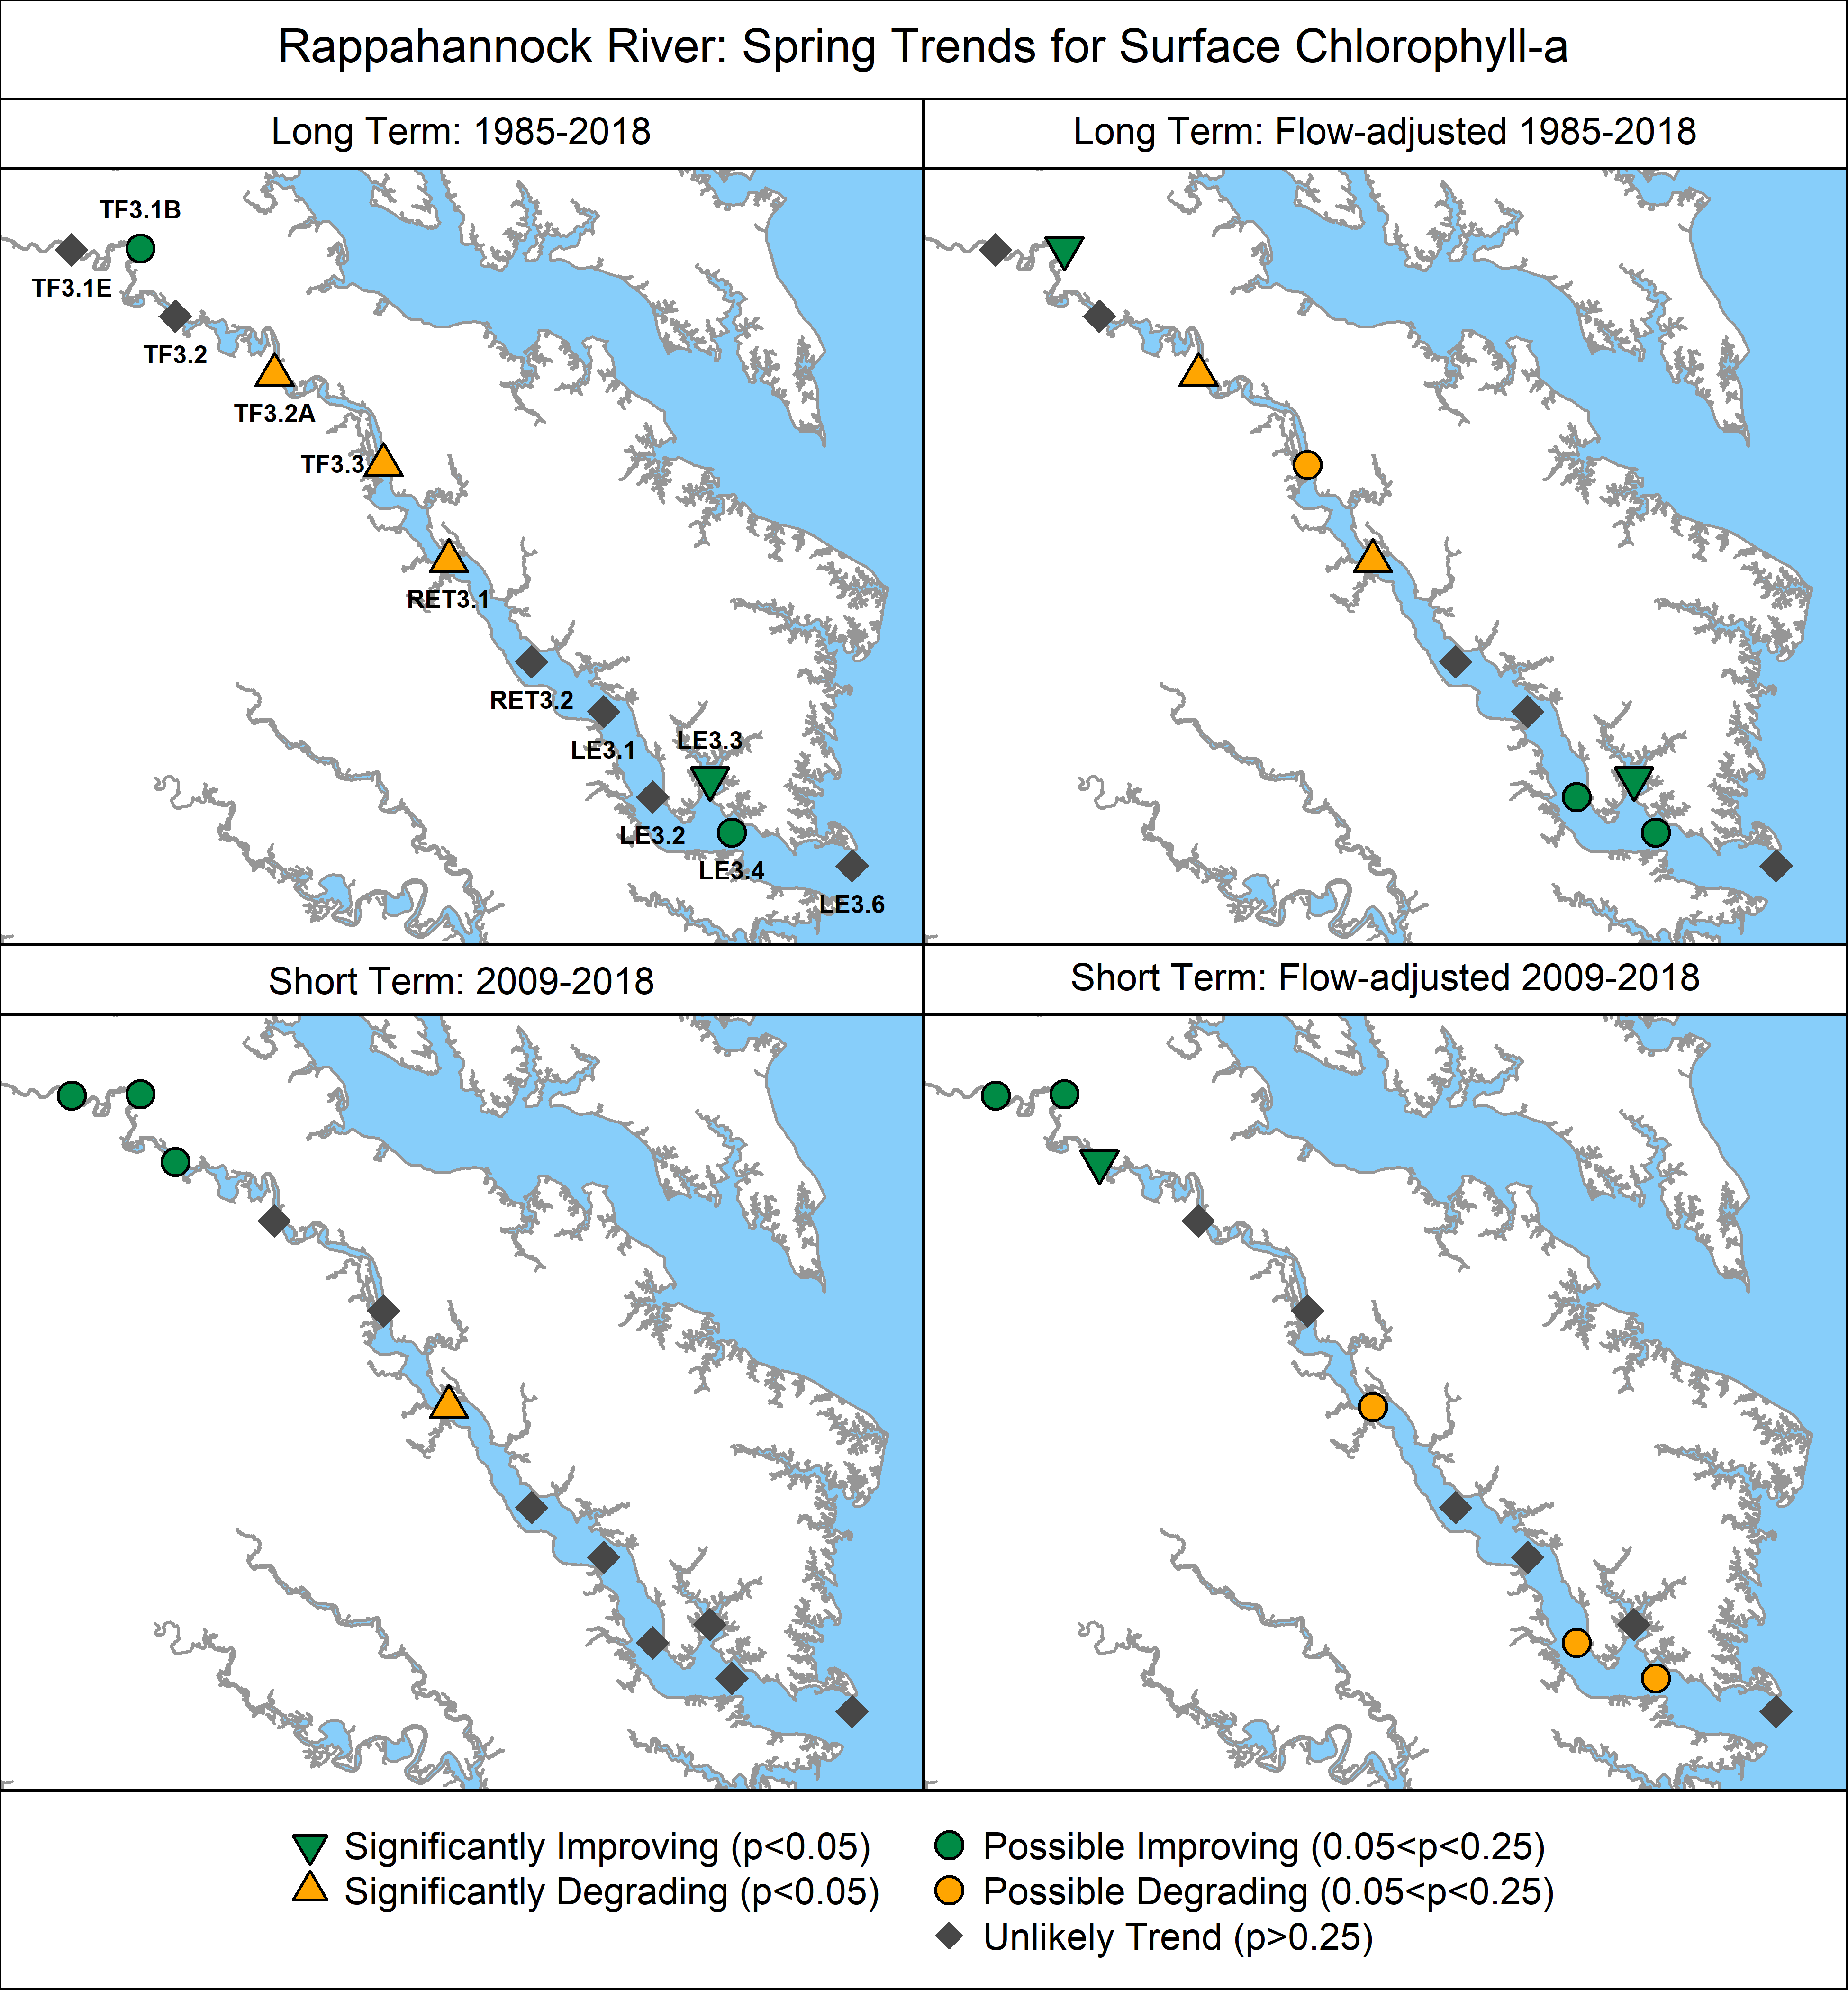 Rappahannock River: Spring Trends for Surface Chlorophyll-a
Long Term: 1985-2018
Long Term: Flow-adjusted 1985-2018
TF3.1B
TF3.1E
TF3.2
TF3.2A
TF3.3
RET3.1
RET3.2
LE3.1
LE3.3
LE3.2
LE3.4
LE3.6
Short Term: 2009-2018
Short Term: Flow-adjusted 2009-2018
Significantly Improving (p<0.05)
Significantly Degrading (p<0.05)
Possible Improving (0.05<p<0.25)
Possible Degrading (0.05<p<0.25)
Unlikely Trend (p>0.25)